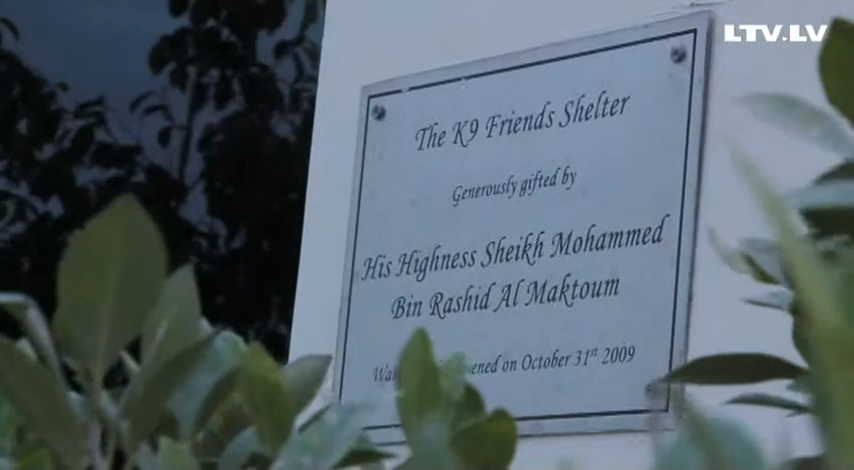 LTV.LV
The K9 Friends Shelter
Generously gifted by
His Highness Sheikh Mohammed
Bin Rashid Al Maktoum
on October 31st 2009